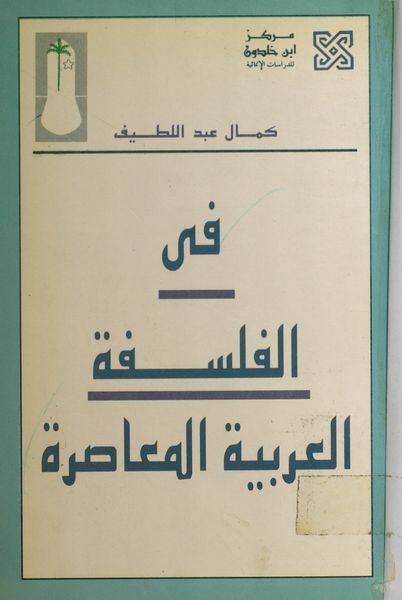 مركز
ابن خلدون
للدراسات الإنمائية
كمال عبد اللطيف
فى
الفلسفة
العربية المعاصرة